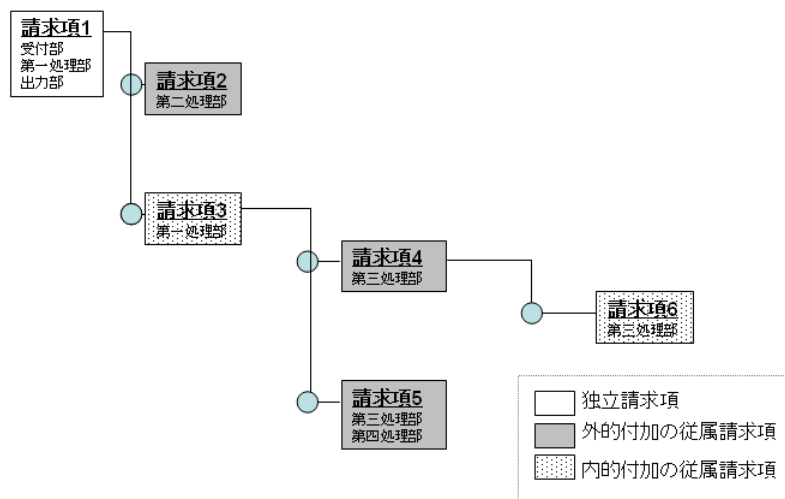 請求項1
受付部
第一処理部
出力部
請求項2
第二処理部
請求項3
第一処理部
請求項4
第三処理部
請求項6
第三処理部
請求項5
第三処理部
第四処理部
独立請求項
外的付加の従属請求項
内的付加の従属請求項